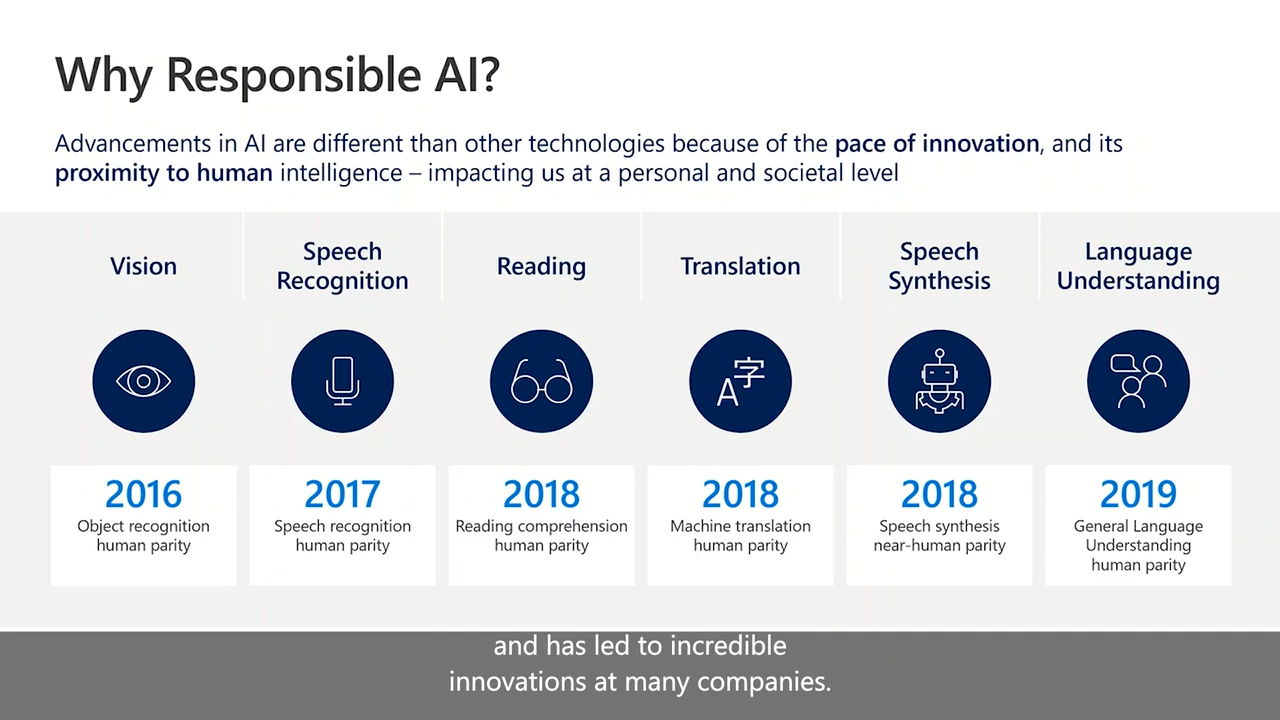 Why Responsible AI?
Advancements in AI are different than other technologies because of the pace of innovation, and its
proximity to human intelligence – impacting us at a personal and societal level
Vision
Speech
Recognition
Reading
Translation
Speech
Synthesis
Language
Understanding
A字
2016
Object recognition
human parity
2017
Speech recognition
human parity
2018
Reading comprehension
human parity
2018
Machine translation
human parity
2018
Speech synthesis
near-human parity
2019
General Language
Understanding
human parity
and has led to incredible
innovations at many companies.